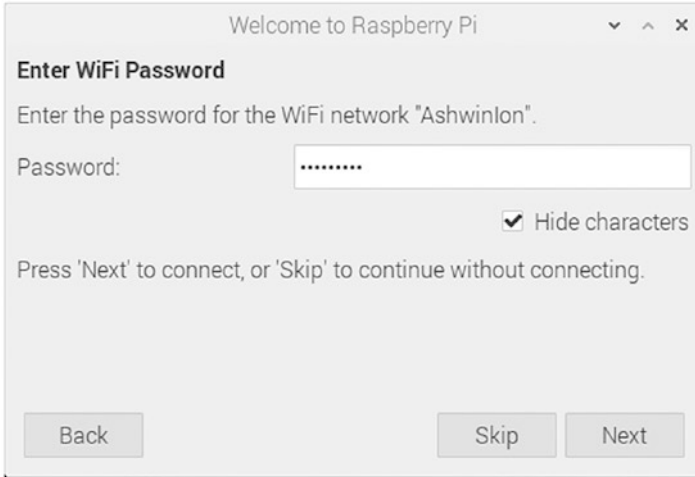 Welcome to Raspberry Pi
Enter WiFi Password
Enter the password for the WiFi network "AshwinIon".
Password: •••••••••
Hide characters
Press 'Next' to connect, or 'Skip' to continue without connecting.
Back Skip Next